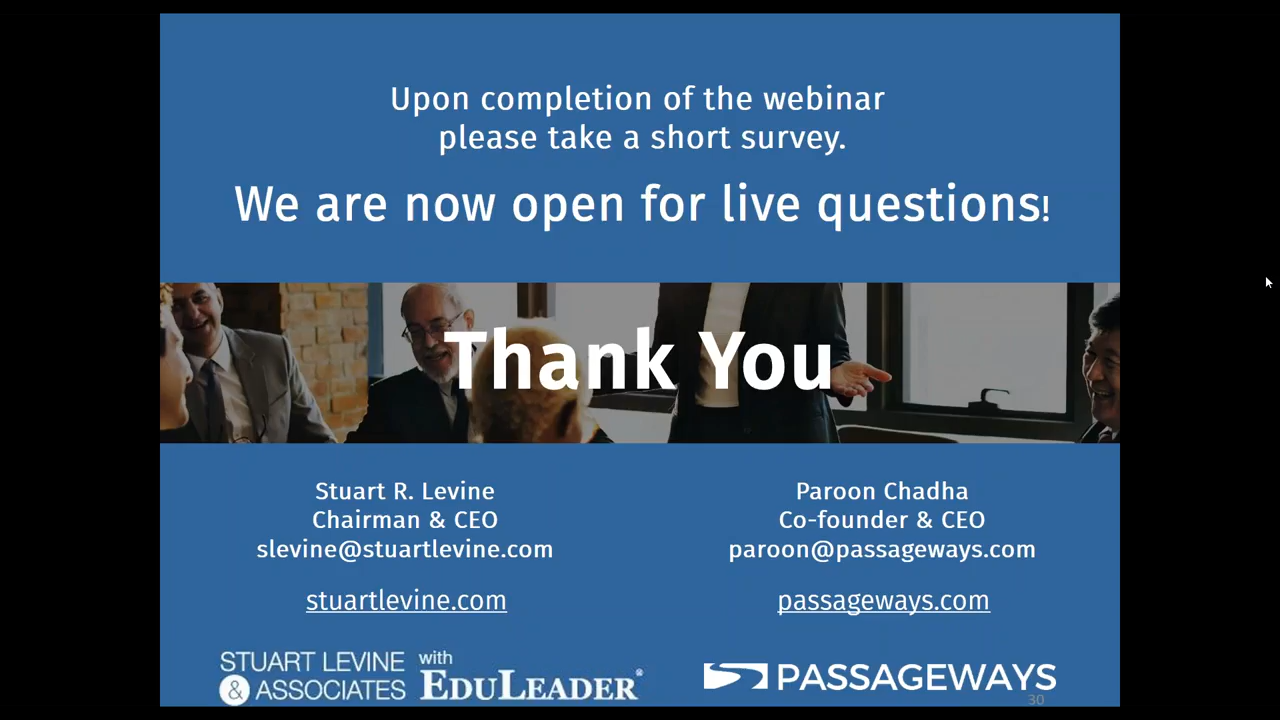 Upon completion of the webinar
please take a short survey.
We are now open for live questions!
Thank You
Stuart R. Levine
Chairman & CEO
slevine@stuartlevine.com
stuartlevine.com
Paroon Chadha
Co-founder & CEO
paroon@passageways.com
passageways.com
STUART LEVINE
& ASSOCIATES
with
EDULEADER®
PASSAGEWAYS
30